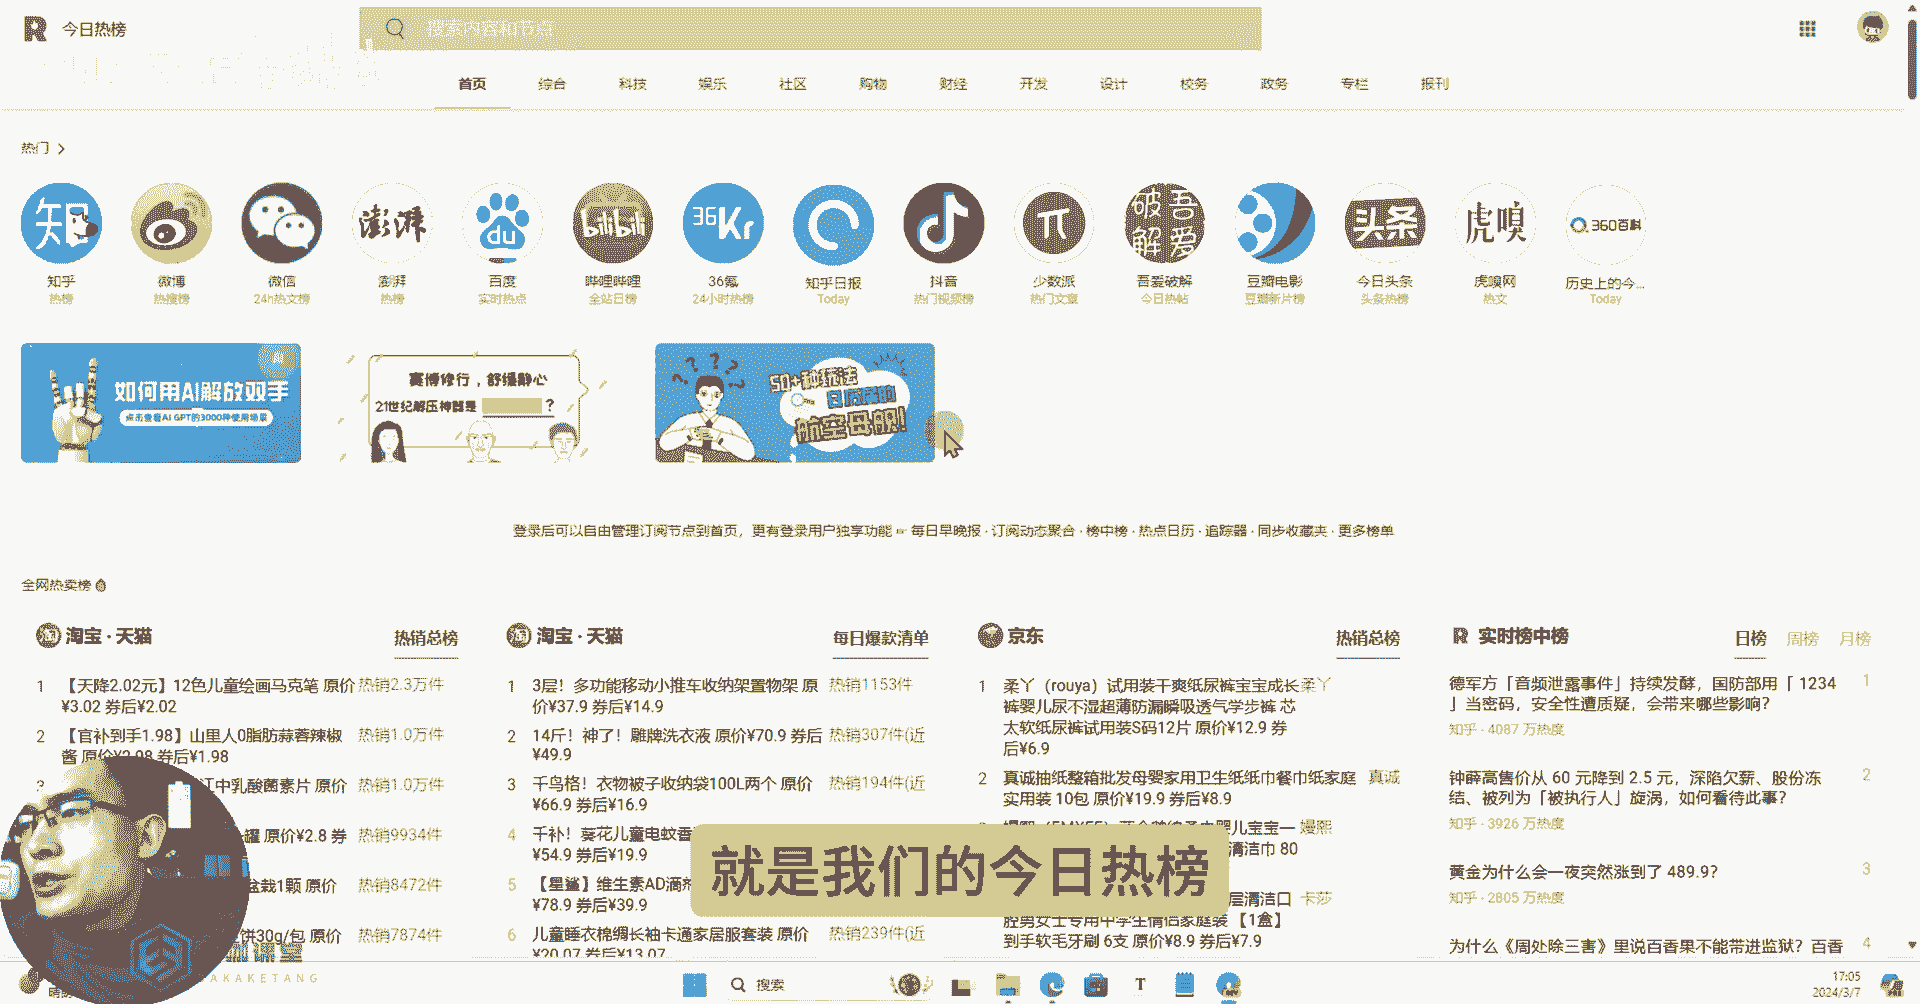 今日热榜
搜索内容和节点
首页 综合 科技 娱乐 社区 购物 财经 开发 设计 校务 政务 专栏 报刊
热门
知 36Kr du bilibili 澎湃 吾爱破解 头条 虎嗅 360百科
知乎 微博 微信 澎湃 百度 哔哩哔哩 36氪 知乎日报 抖音 少数派 吾爱破解 豆瓣电影 今日头条 虎嗅网 历史上的今...
热榜 热搜榜 24h热文榜 热榜 实时热点 全站日榜 24小时热榜 Today 热门视频榜 热门文章 今日热帖 豆瓣新片榜 头条热榜 热文 Today
如何用AI解放双手
点击查看AI GPT的3000种使用场景
赛博修行，舒缓静心
21世纪解压神器是 ？
50+种玩法
日历届的
航空母舰!
登录后可以自由管理订阅节点到首页，更有登录用户独享功能 每日早晚报 · 订阅动态聚合 · 榜中榜 · 热点日历 · 追踪器 · 同步收藏夹 · 更多榜单
全网热卖榜
淘宝 · 天猫 热销总榜
1 【天降2.02元】12色儿童绘画马克笔 原价 热销2.3万件
¥3.02 券后¥2.02
2 【官补到手1.98】山里人0脂肪蒜蓉辣椒 热销1.0万件
酱 原价¥2.98 券后¥1.98
3 江中乳酸菌素片 原价 热销1.0万件
罐 原价¥2.8 券 热销9934件
盆栽1颗 原价 热销8472件
饼30g/包 原价 热销7874件
淘宝 · 天猫 每日爆款清单
1 3层！多功能移动小推车收纳架置物架 原 热销1153件
价¥37.9 券后¥14.9
2 14斤！神了！雕牌洗衣液 原价¥70.9 券后 热销307件(近
¥49.9
3 千鸟格！衣物被子收纳袋100L两个 原价 热销194件(近
¥66.9 券后¥16.9
4 千补！葵花儿童电蚊香
¥54.9 券后¥19.9
5 【星鲨】维生素AD滴剂
¥78.9 券后¥39.9
6 儿童睡衣棉绸长袖卡通家居服套装 原价 热销239件(近
¥20.07 券后¥13.07
京东 热销总榜
1 柔丫（rouya）试用装干爽纸尿裤宝宝成长 柔丫
裤婴儿尿不湿超薄防漏瞬吸透气学步裤 芯
太软纸尿裤试用装S码12片 原价¥12.9 券
后¥6.9
2 真诚抽纸整箱批发母婴家用卫生纸纸巾餐巾纸家庭 真诚
实用装 10包 原价¥19.9 券后¥8.9
婴儿宝宝一 嫚熙
清洁巾 80
层清洁口 卡莎
腔男女士专用中学生情侣家庭装 【1盒】
到手软毛牙刷 6支 原价¥8.9 券后¥7.9
实时榜中榜 日榜 周榜 月榜
德军方「音频泄露事件」持续发酵，国防部用「 1234 1
」当密码，安全性遭质疑，会带来哪些影响？
知乎 · 4087 万热度
钟薛高售价从 60 元降到 2.5 元，深陷欠薪、股份冻 2
结、被列为「被执行人」旋涡，如何看待此事？
知乎 · 3926 万热度
黄金为什么会一夜突然涨到了 489.9？ 3
知乎 · 2805 万热度
为什么《周处除三害》里说百香果不能带进监狱？百香 4
就是我们的今日热榜
咖课堂
AKAKETANG
搜索
17:05
2024/3/7